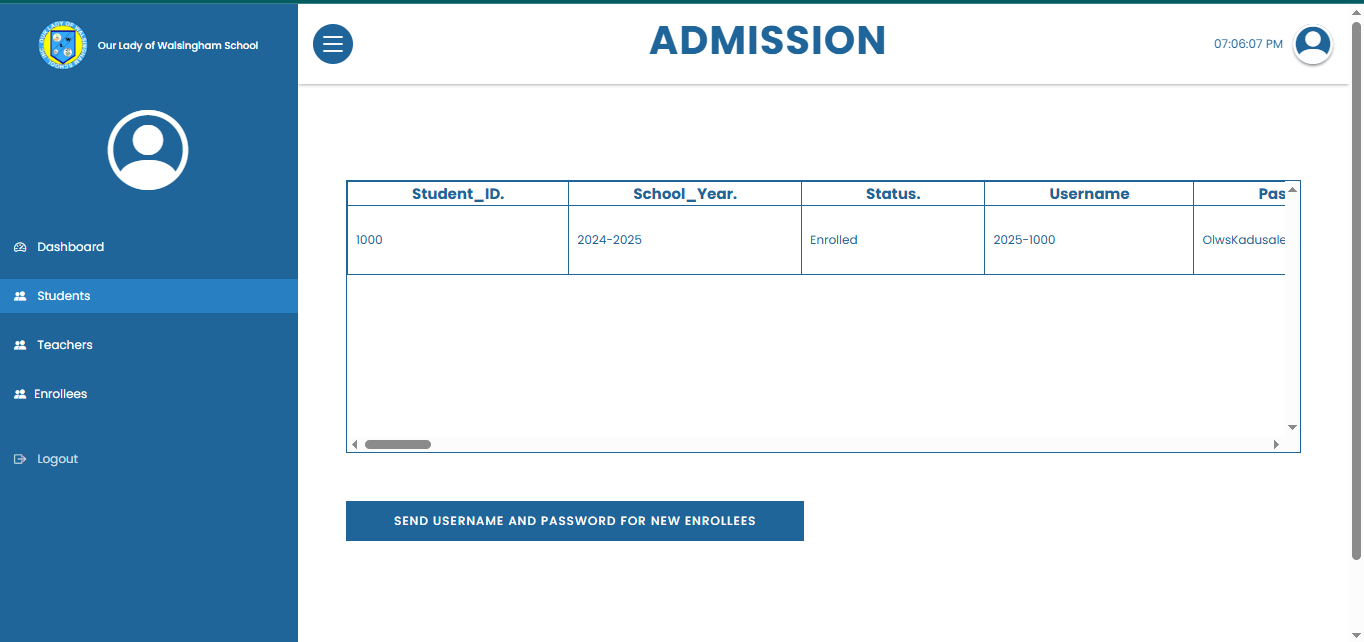 Our Lady of Walsingham School
ADMISSION
07:06:07 PM
Dashboard
Students
Teachers
Enrollees
Logout
Student_ID. School_Year. Status. Username Pas
1000 2024-2025 Enrolled 2025-1000 OlwsKadusale
SEND USERNAME AND PASSWORD FOR NEW ENROLLEES